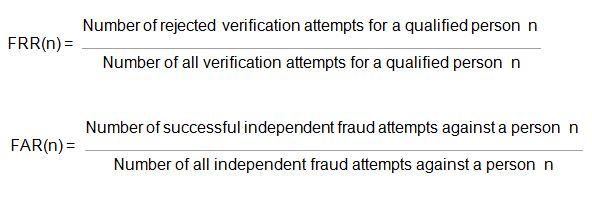 Number of rejected verification attempts for a qualified person n
FRR(n) =
Number of all verification attempts for a qualified person n
Number of successful independent fraud attempts against a person n
FAR(n) =
Number of all independent fraud attempts against a person n